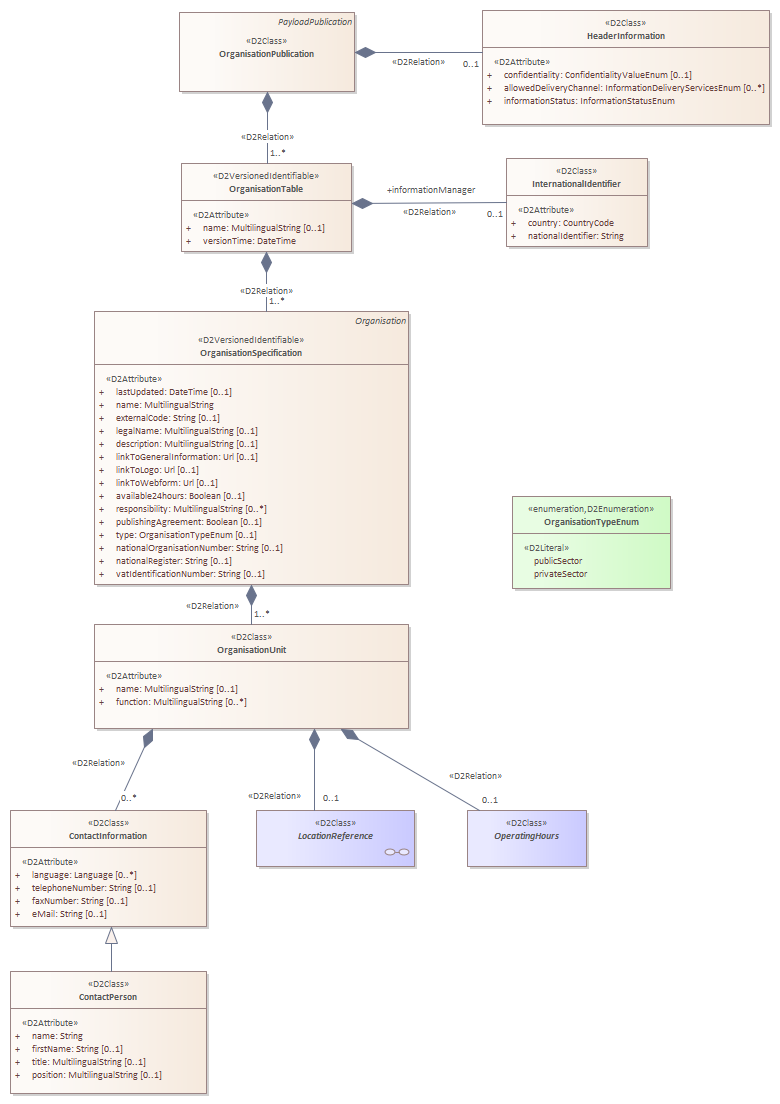 PayloadPublication
«D2Class»
OrganisationPublication
«D2Relation»
0..1
«D2Class»
HeaderInformation
«D2Attribute»
+ confidentiality: ConfidentialityValueEnum [0..1]
+ allowedDeliveryChannel: InformationDeliveryServicesEnum [0..*]
+ informationStatus: InformationStatusEnum
«D2Relation»
1..*
«D2VersionedIdentifiable»
OrganisationTable
«D2Attribute»
+ name: MultilingualString [0..1]
+ versionTime: DateTime
+informationManager
«D2Relation»
0..1
«D2Class»
InternationalIdentifier
«D2Attribute»
+ country: CountryCode
+ nationalIdentifier: String
«D2Relation»
1..*
Organisation
«D2VersionedIdentifiable»
OrganisationSpecification
«D2Attribute»
+ lastUpdated: DateTime [0..1]
+ name: MultilingualString
+ externalCode: String [0..1]
+ legalName: MultilingualString [0..1]
+ description: MultilingualString [0..1]
+ linkToGeneralInformation: Url [0..1]
+ linkToLogo: Url [0..1]
+ linkToWebform: Url [0..1]
+ available24hours: Boolean [0..1]
+ responsibility: MultilingualString [0..*]
+ publishingAgreement: Boolean [0..1]
+ type: OrganisationTypeEnum [0..1]
+ nationalOrganisationNumber: String [0..1]
+ nationalRegister: String [0..1]
+ vatIdentificationNumber: String [0..1]
«enumeration,D2Enumeration»
OrganisationTypeEnum
«D2Literal»
publicSector
privateSector
«D2Relation»
1..*
«D2Class»
OrganisationUnit
«D2Attribute»
+ name: MultilingualString [0..1]
+ function: MultilingualString [0..*]
«D2Relation»
0..*
«D2Relation»
0..1
«D2Relation»
0..1
«D2Class»
ContactInformation
«D2Attribute»
+ language: Language [0..*]
+ telephoneNumber: String [0..1]
+ faxNumber: String [0..1]
+ eMail: String [0..1]
«D2Class»
LocationReference
«D2Class»
OperatingHours
«D2Class»
ContactPerson
«D2Attribute»
+ name: String
+ firstName: String [0..1]
+ title: MultilingualString [0..1]
+ position: MultilingualString [0..1]